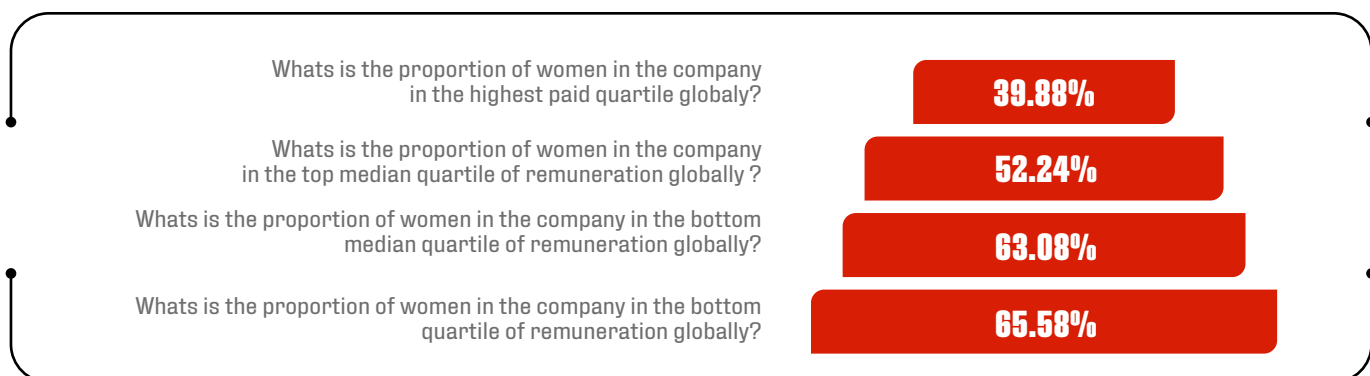 Whats is the proportion of women in the company
in the highest paid quartile globaly?
39.88%
Whats is the proportion of women in the company
in the top median quartile of remuneration globally ?
52.24%
Whats is the proportion of women in the company in the bottom
median quartile of remuneration globally?
63.08%
Whats is the proportion of women in the company in the bottom
quartile of remuneration globally?
65.58%